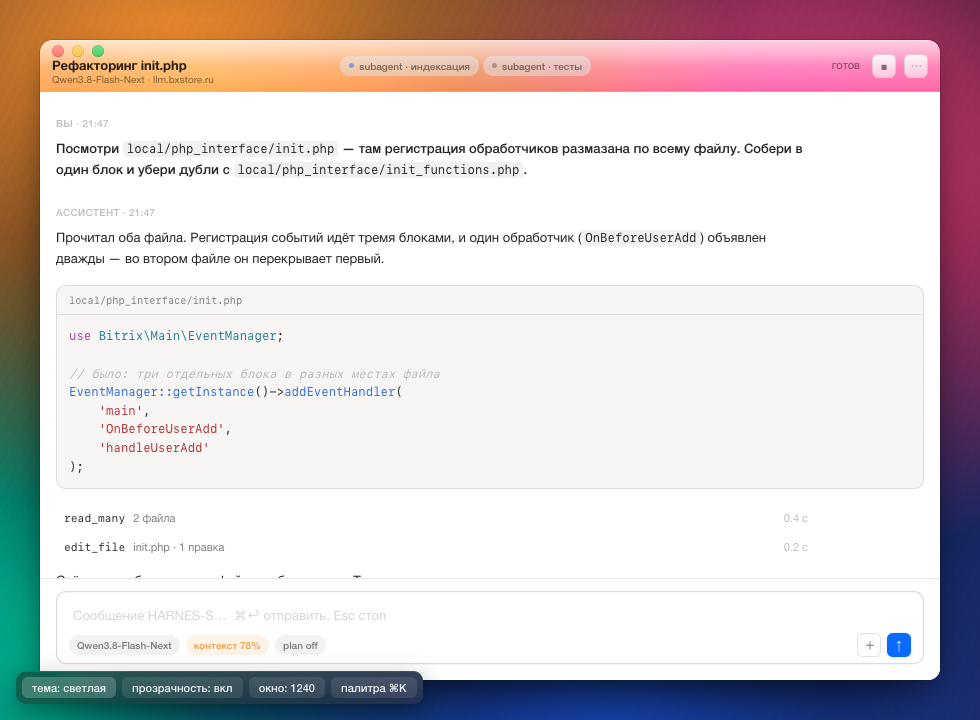 Рефакторинг init.php
Qwen3.8-Flash-Next · llm.bxstore.ru
subagent · индексация
subagent · тесты
ГОТОВ
ВЫ · 21:47
Посмотри local/php_interface/init.php — там регистрация обработчиков размазана по всему файлу. Собери в
один блок и убери дубли с local/php_interface/init_functions.php.
АССИСТЕНТ · 21:47
Прочитал оба файла. Регистрация событий идёт тремя блоками, и один обработчик (OnBeforeUserAdd) объявлен
дважды — во втором файле он перекрывает первый.
local/php_interface/init.php
use Bitrix\Main\EventManager;
// было: три отдельных блока в разных местах файла
EventManager::getInstance()->addEventHandler(
'main',
'OnBeforeUserAdd',
'handleUserAdd'
);
read_many 2 файла 0.4 с
edit_file init.php · 1 правка 0.2 с
Сообщение HARNES-S… ⌘↩ отправить, Esc стоп
Qwen3.8-Flash-Next
контекст 78%
plan off
тема: светлая
прозрачность: вкл
окно: 1240
палитра ⌘K